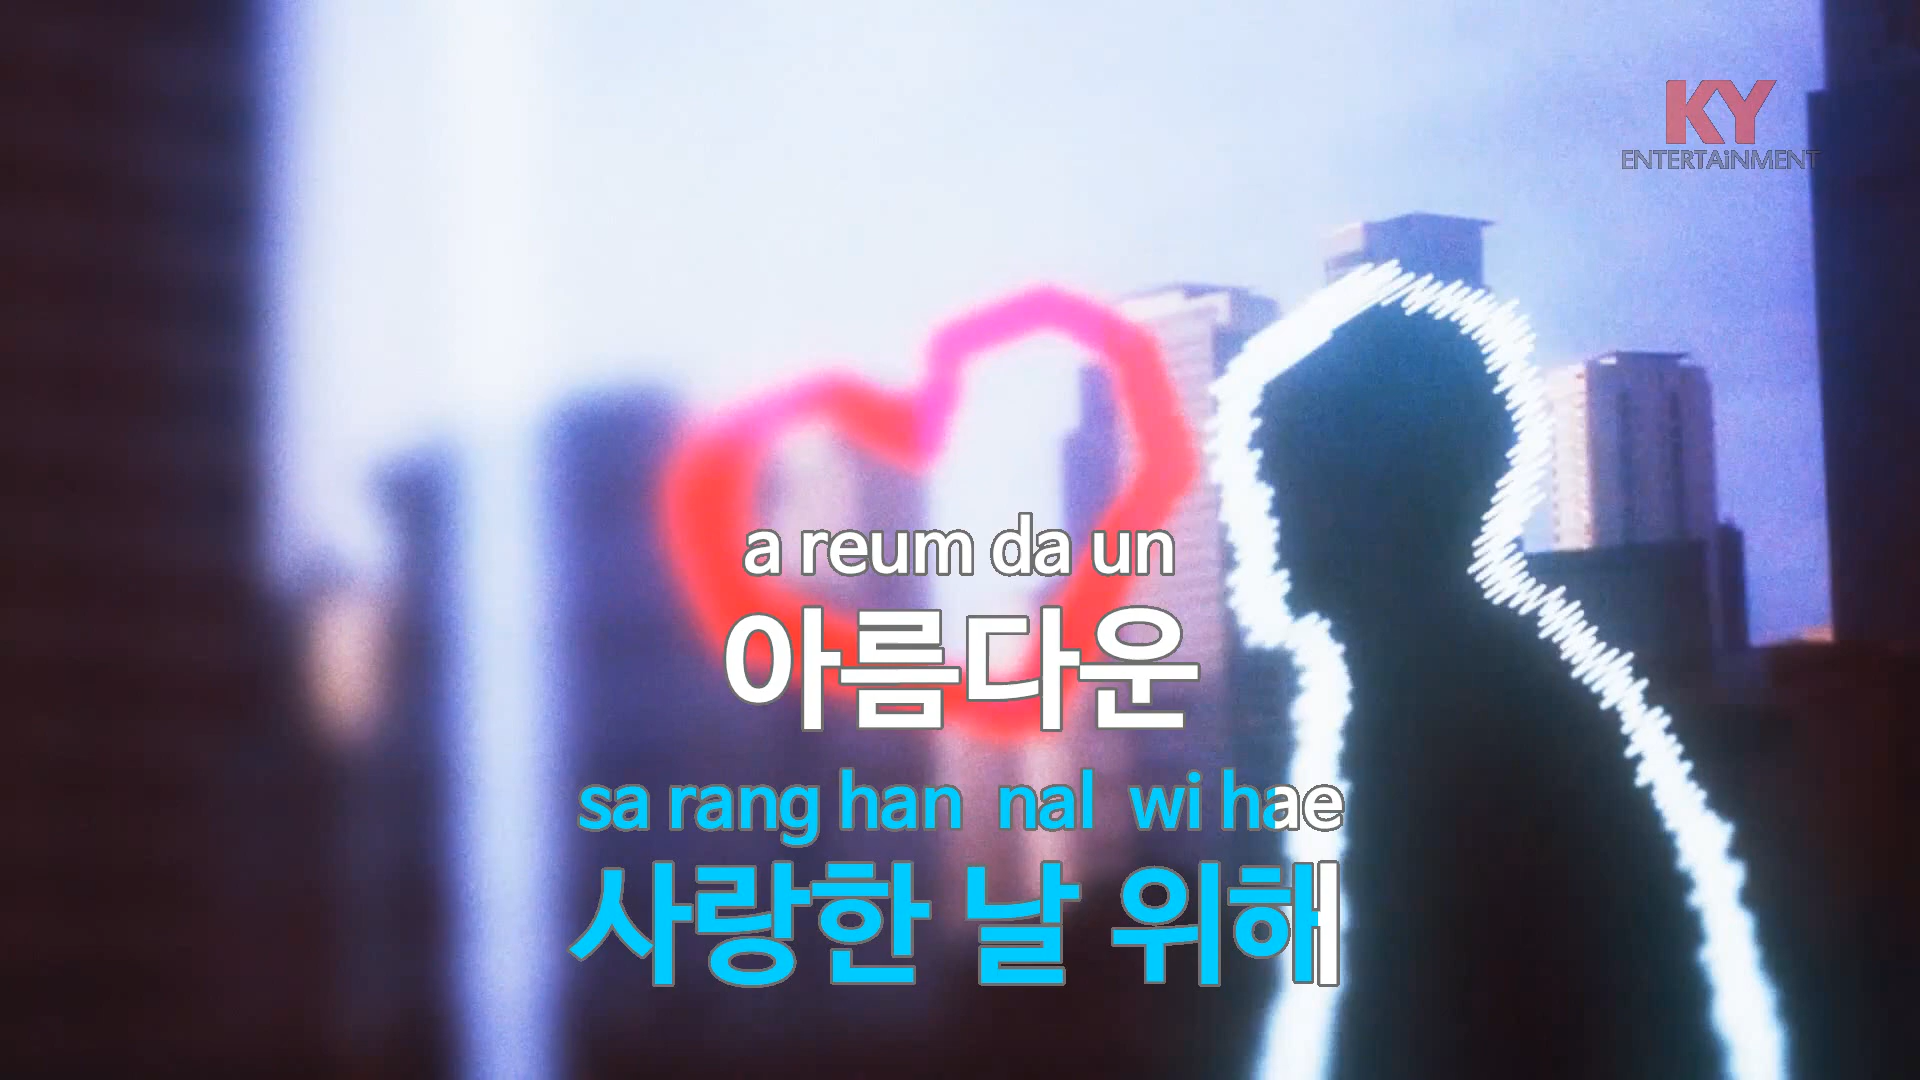 KY
ENTERTAiNMENT
a reum da un
아름다운
sa rang han nal wi hae
사랑한 날 위해